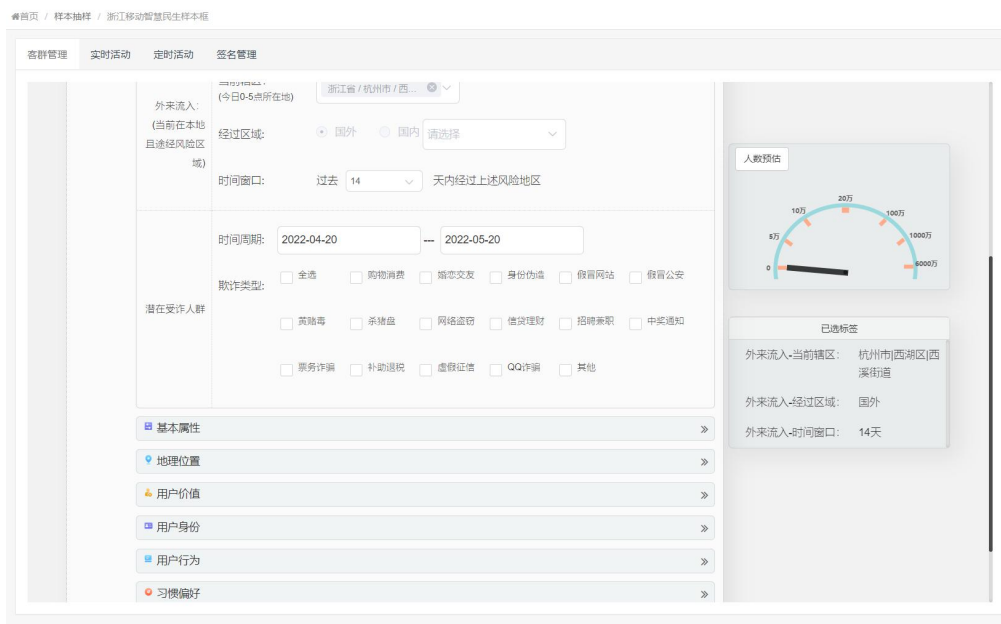 首页 / 样本抽样 / 浙江移动智慧民生样本框
客群管理 实时活动 定时活动 签名管理
(今日0-5点所在地)
浙江省 / 杭州市 / 西...
外来流入:
(当前在本地
且途经风险区
域)
经过区域: 国外 国内 请选择
时间窗口: 过去 14 天内经过上述风险地区
潜在受诈人群
时间周期: 2022-04-20 --- 2022-05-20
欺诈类型:
全选 购物消费 婚恋交友 身份伪造 假冒网站 假冒公安
黄赌毒 杀猪盘 网络盗窃 信贷理财 招聘兼职 中奖通知
票务诈骗 补助退税 虚假征信 QQ诈骗 其他
基本属性
地理位置
用户价值
用户身份
用户行为
习惯偏好
人数预估
0
5万
10万
20万
100万
1000万
6000万
已选标签
外来流入-当前辖区: 杭州市|西湖区|西
溪街道
外来流入-经过区域: 国外
外来流入-时间窗口: 14天